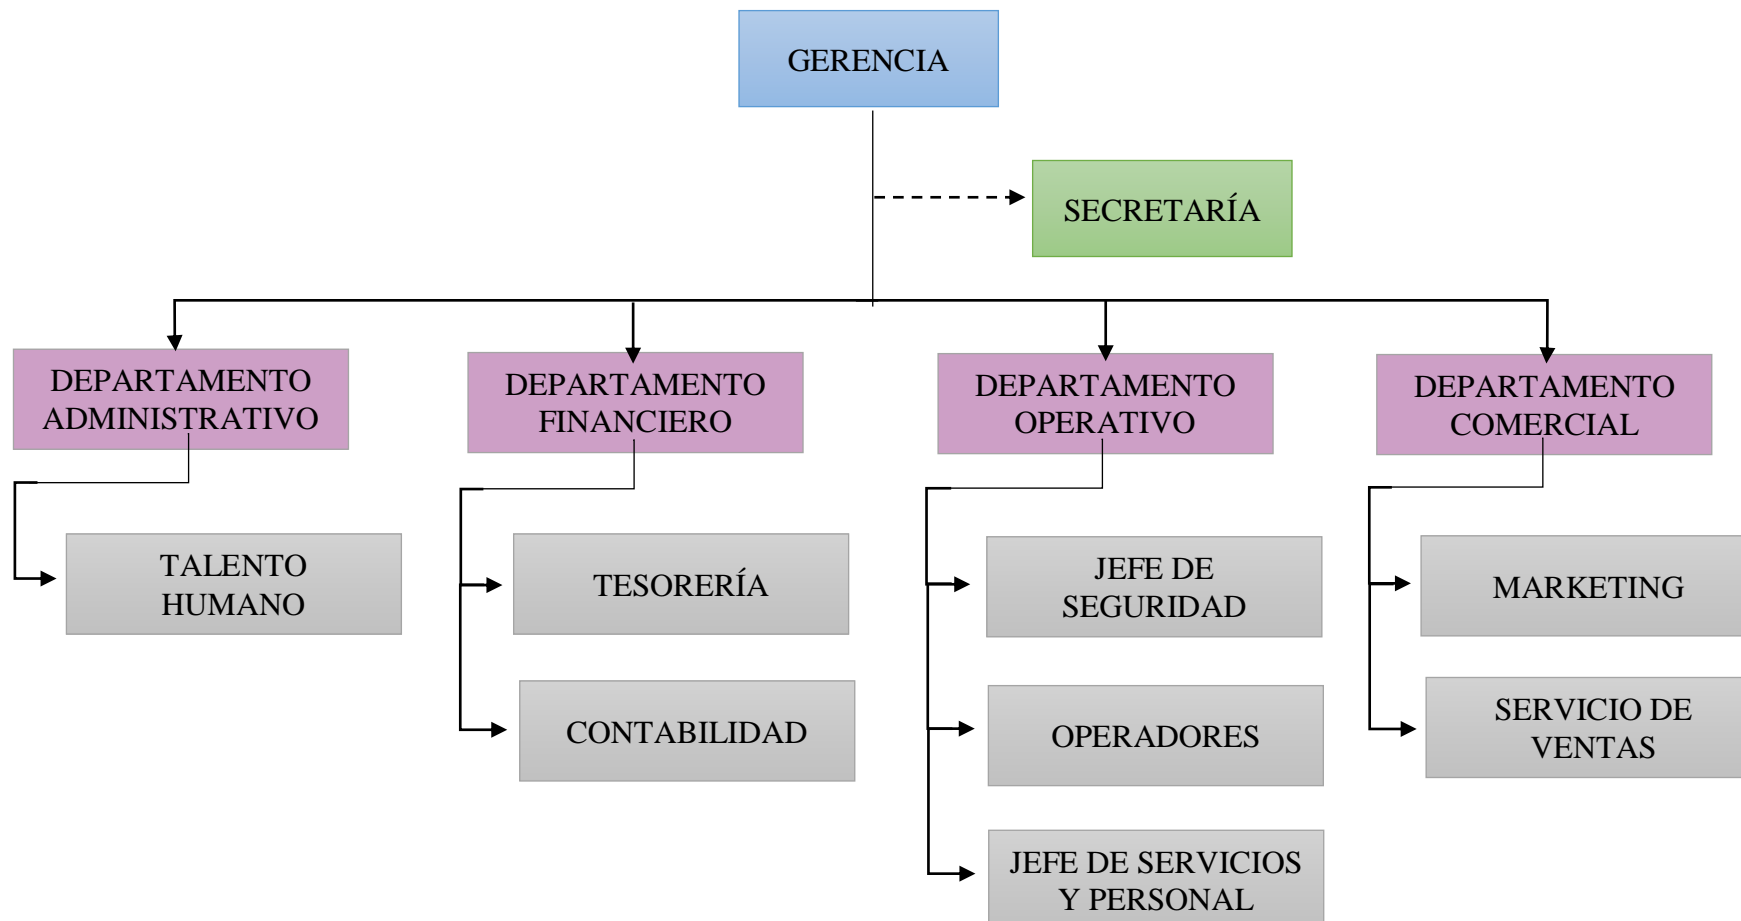 GERENCIA
SECRETARÍA
DEPARTAMENTO
ADMINISTRATIVO
DEPARTAMENTO
FINANCIERO
DEPARTAMENTO
OPERATIVO
DEPARTAMENTO
COMERCIAL
TALENTO
HUMANO
TESORERÍA
CONTABILIDAD
JEFE DE
SEGURIDAD
OPERADORES
JEFE DE SERVICIOS
Y PERSONAL
MARKETING
SERVICIO DE
VENTAS